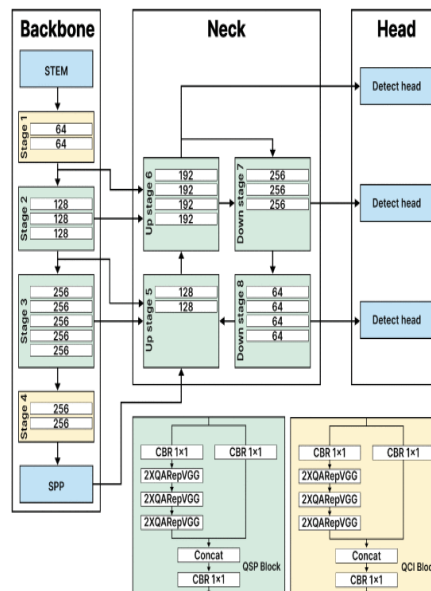 Backbone
Neck
Head
STEM
Stage 1
64
64
Stage 2
128
128
128
Stage 3
256
256
256
256
256
Stage 4
256
256
SPP
Up stage 6
192
192
192
192
Down stage 7
256
256
256
Up stage 5
128
128
Down stage 8
64
64
64
64
Detect head
Detect head
Detect head
CBR 1×1
CBR 1×1
2XQARepVGG
2XQARepVGG
2XQARepVGG
Concat
QSP Block
CBR 1×1
CBR 1×1
CBR 1×1
2XQARepVGG
2XQARepVGG
2XQARepVGG
Concat
QCI Bloc
CBR 1×1